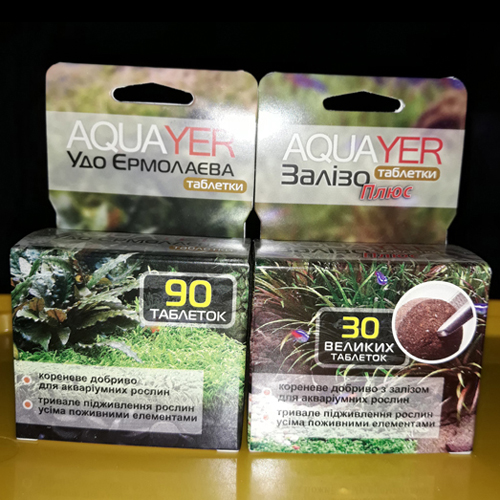 AQUAYER
Удо Єрмолаєва
таблетки
90
ТАБЛЕТОК
кореневе добриво
для акваріумних рослин
тривале підживлення рослин
усіма поживними елементами
AQUAYER
Залізо
таблетки
Плюс
30
ВЕЛИКИХ
ТАБЛЕТОК
кореневе добриво з залізом
для акваріумних рослин
тривале підживлення рослин
усіма поживними елементами